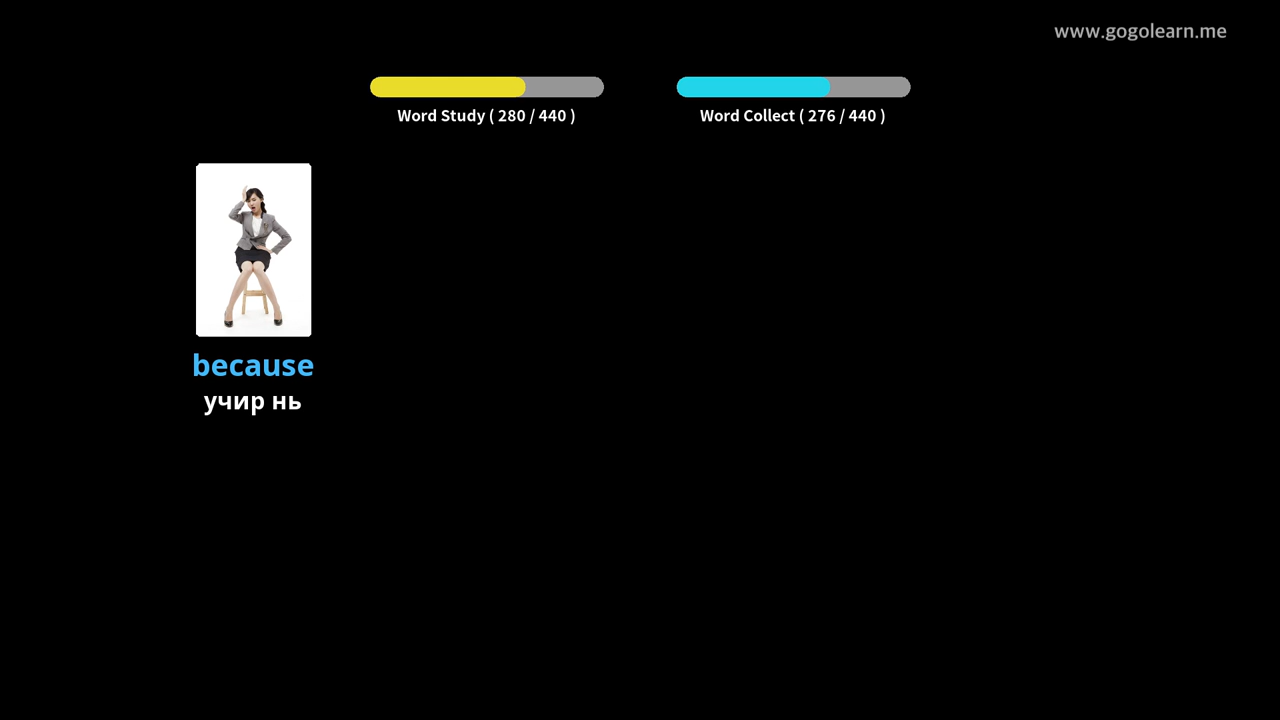 www.gogolearn.me
Word Study ( 280 / 440 )
Word Collect ( 276 / 440 )
because
учир нь